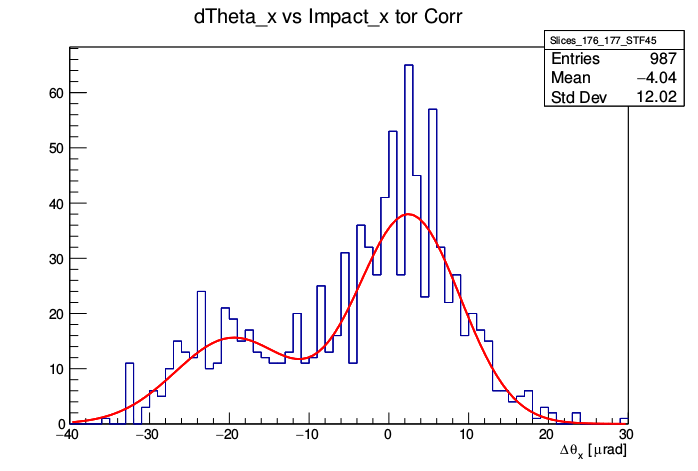 dTheta_x vs Impact_x tor Corr
Slices_176_177_STF45
Entries 987
Mean −4.04
Std Dev 12.02
60
50
40
30
20
10
0
−40 −30 −20 −10 0 10 20 30
Δθx [μrad]